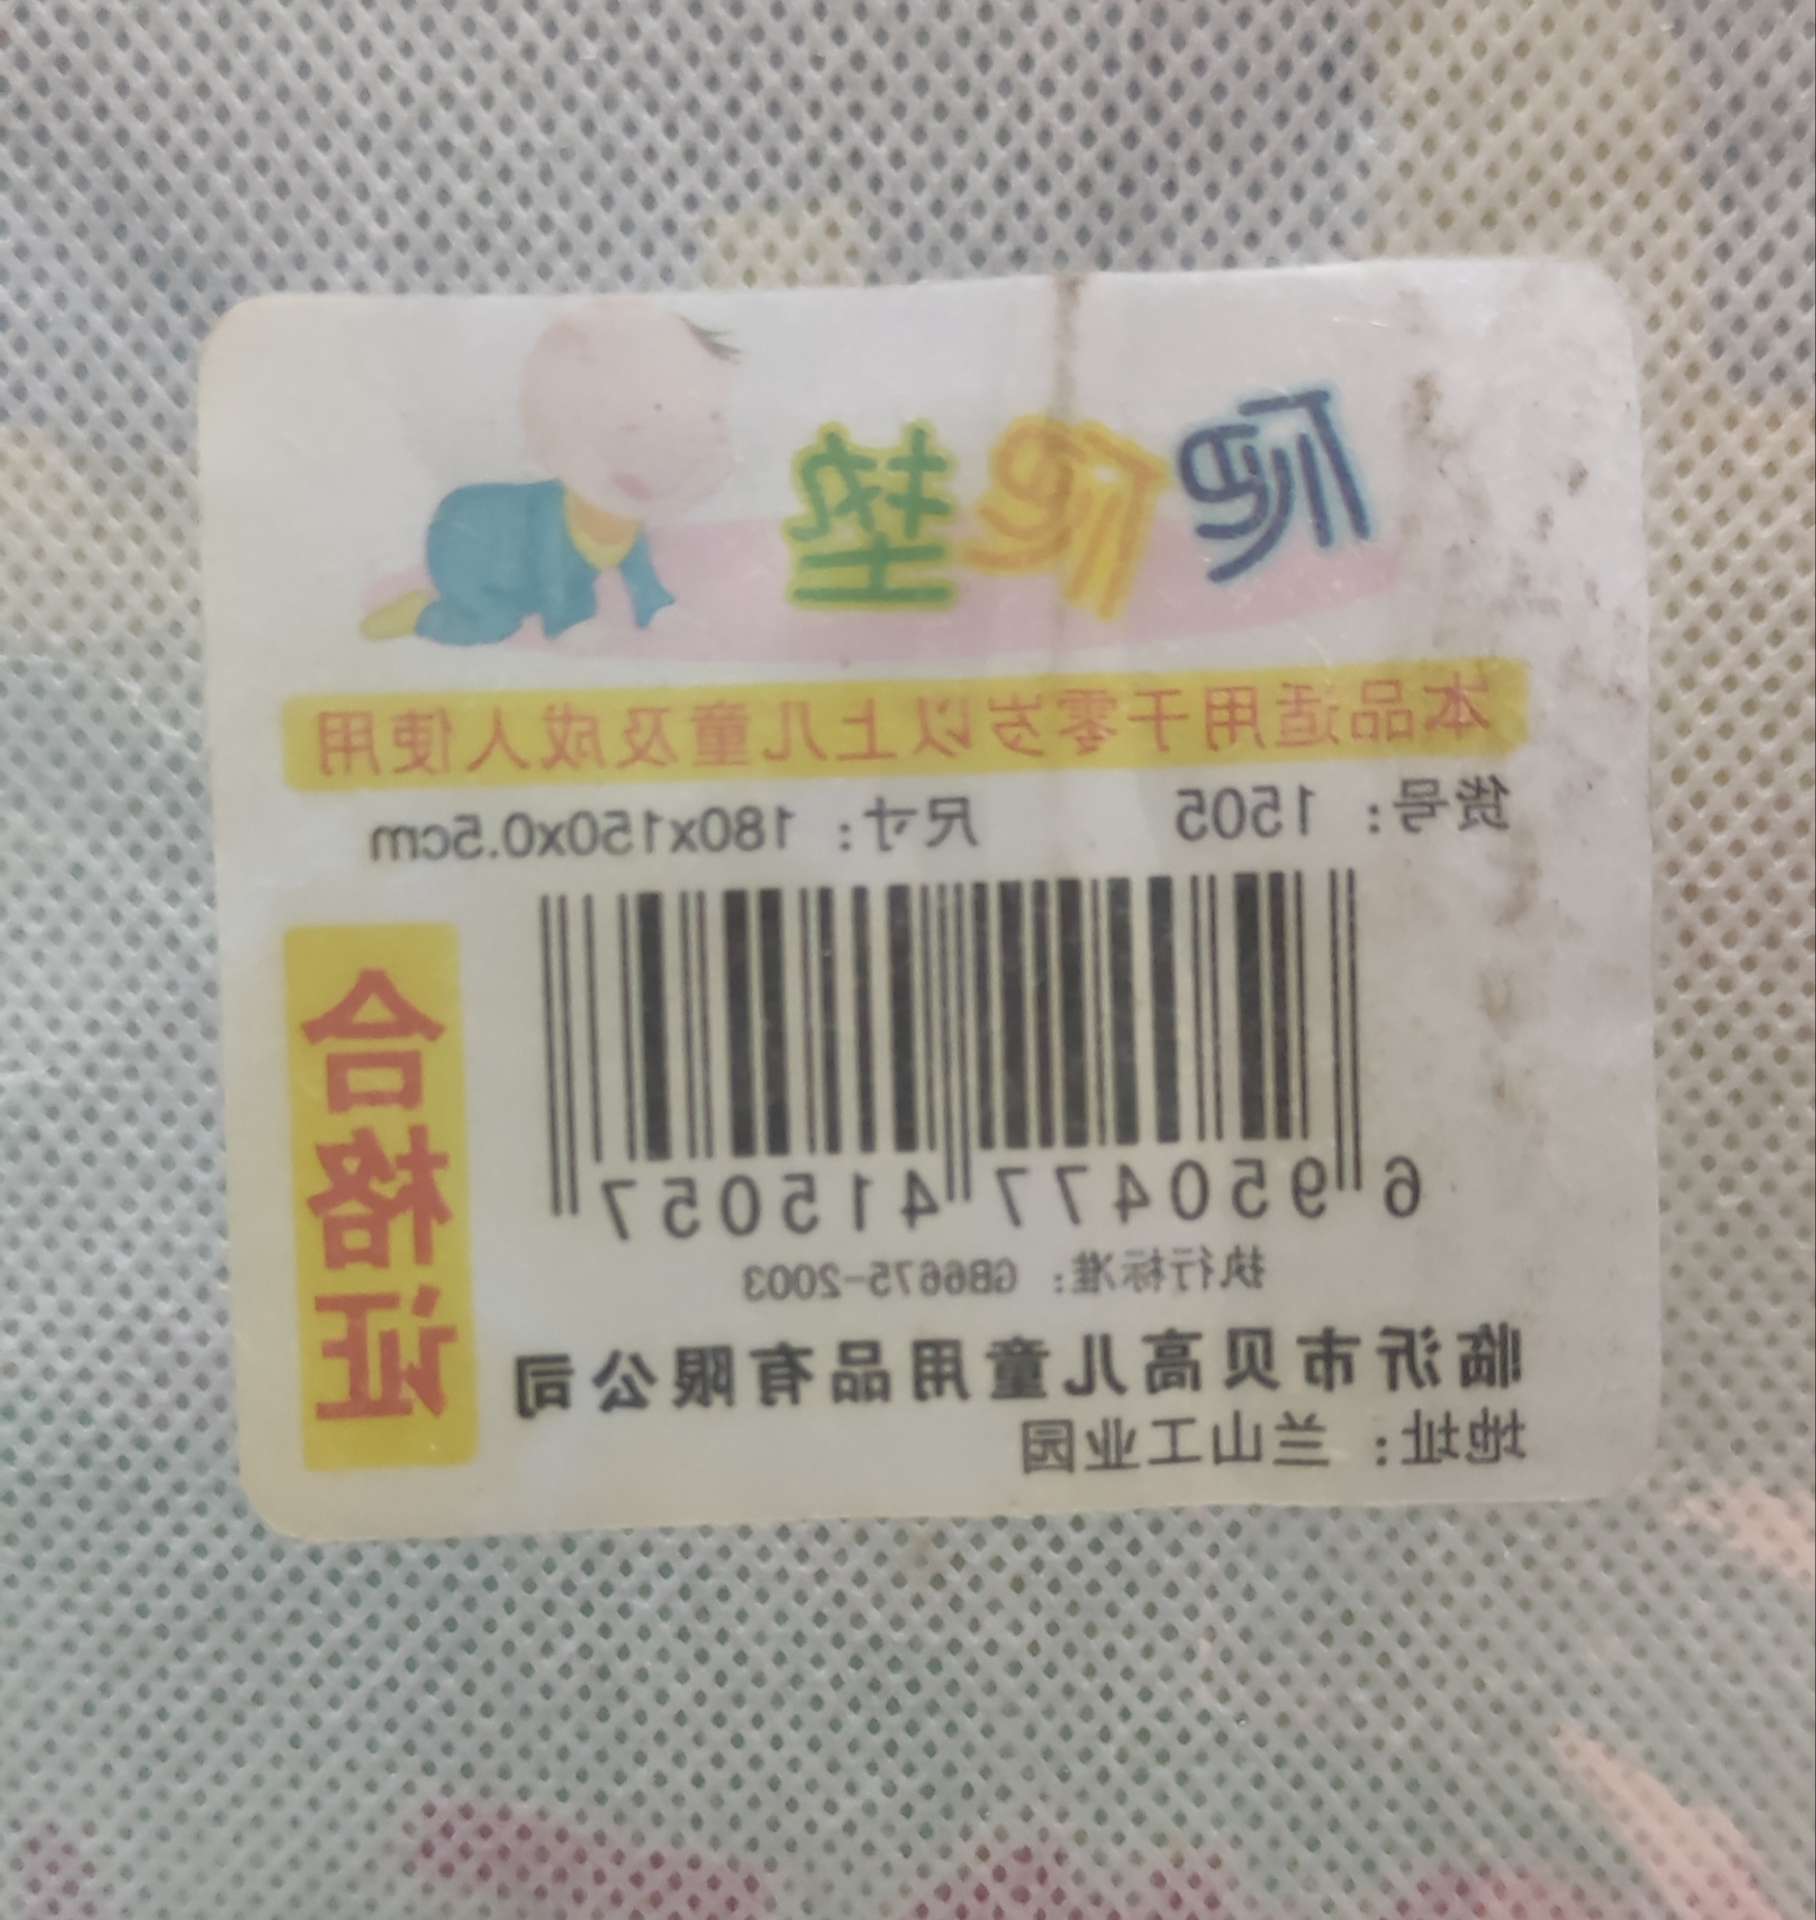 爬爬垫
本品适用于零岁以上儿童及成人使用
货号：1505 尺寸：180x150x0.5cm
合格证
6950477415057
执行标准：GB6675-2003
临沂市贝高儿童用品有限公司
地址：兰山工业园